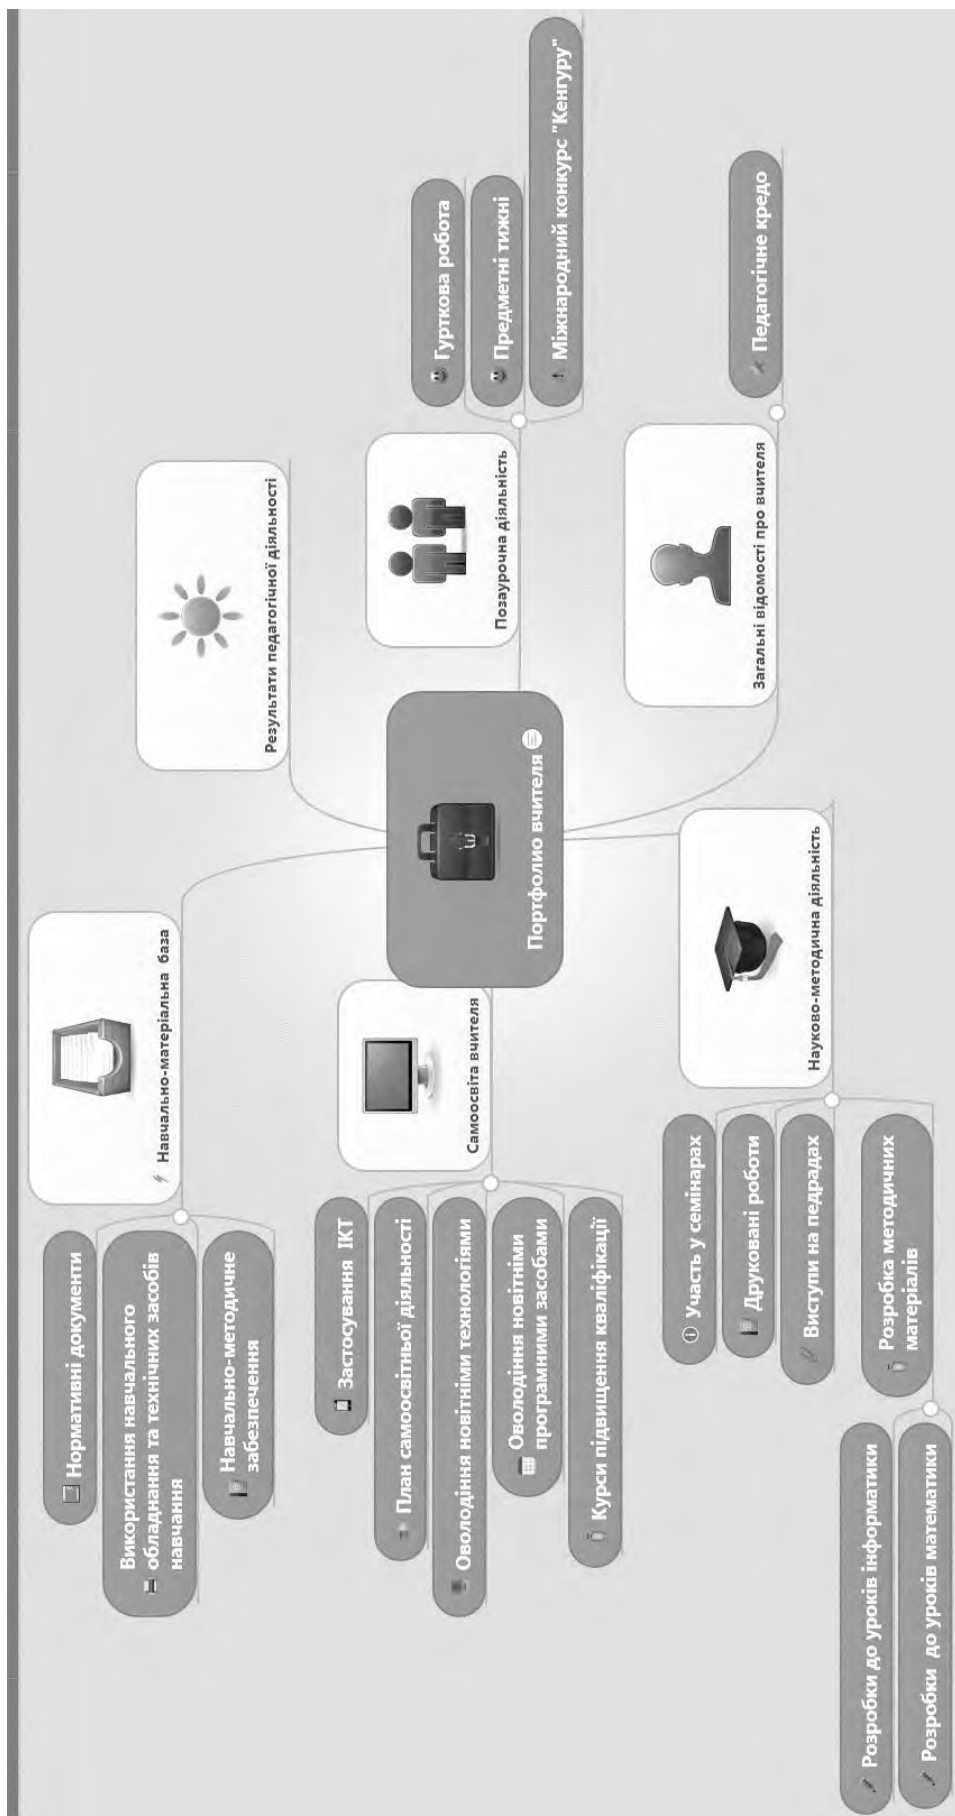 Портфолио вчителя
Результати педагогічної діяльності
Позаурочна діяльність
Гурткова робота
Предметні тижні
Міжнародний конкурс "Кенгуру"
Загальні відомості про вчителя
Педагогічне кредо
Навчально-матеріальна база
Нормативні документи
Використання навчального
обладнання та технічних засобів
навчання
Навчально-методичне
забезпечення
Самоосвіта вчителя
Застосування ІКТ
План самоосвітньої діяльності
Оволодіння новітніми технологіями
Оволодіння новітніми
програмними засобами
Курси підвищення кваліфікації
Науково-методична діяльність
Участь у семінарах
Друковані роботи
Виступи на педрадах
Розробка методичних
матеріалів
Розробки до уроків інформатики
Розробки до уроків математики